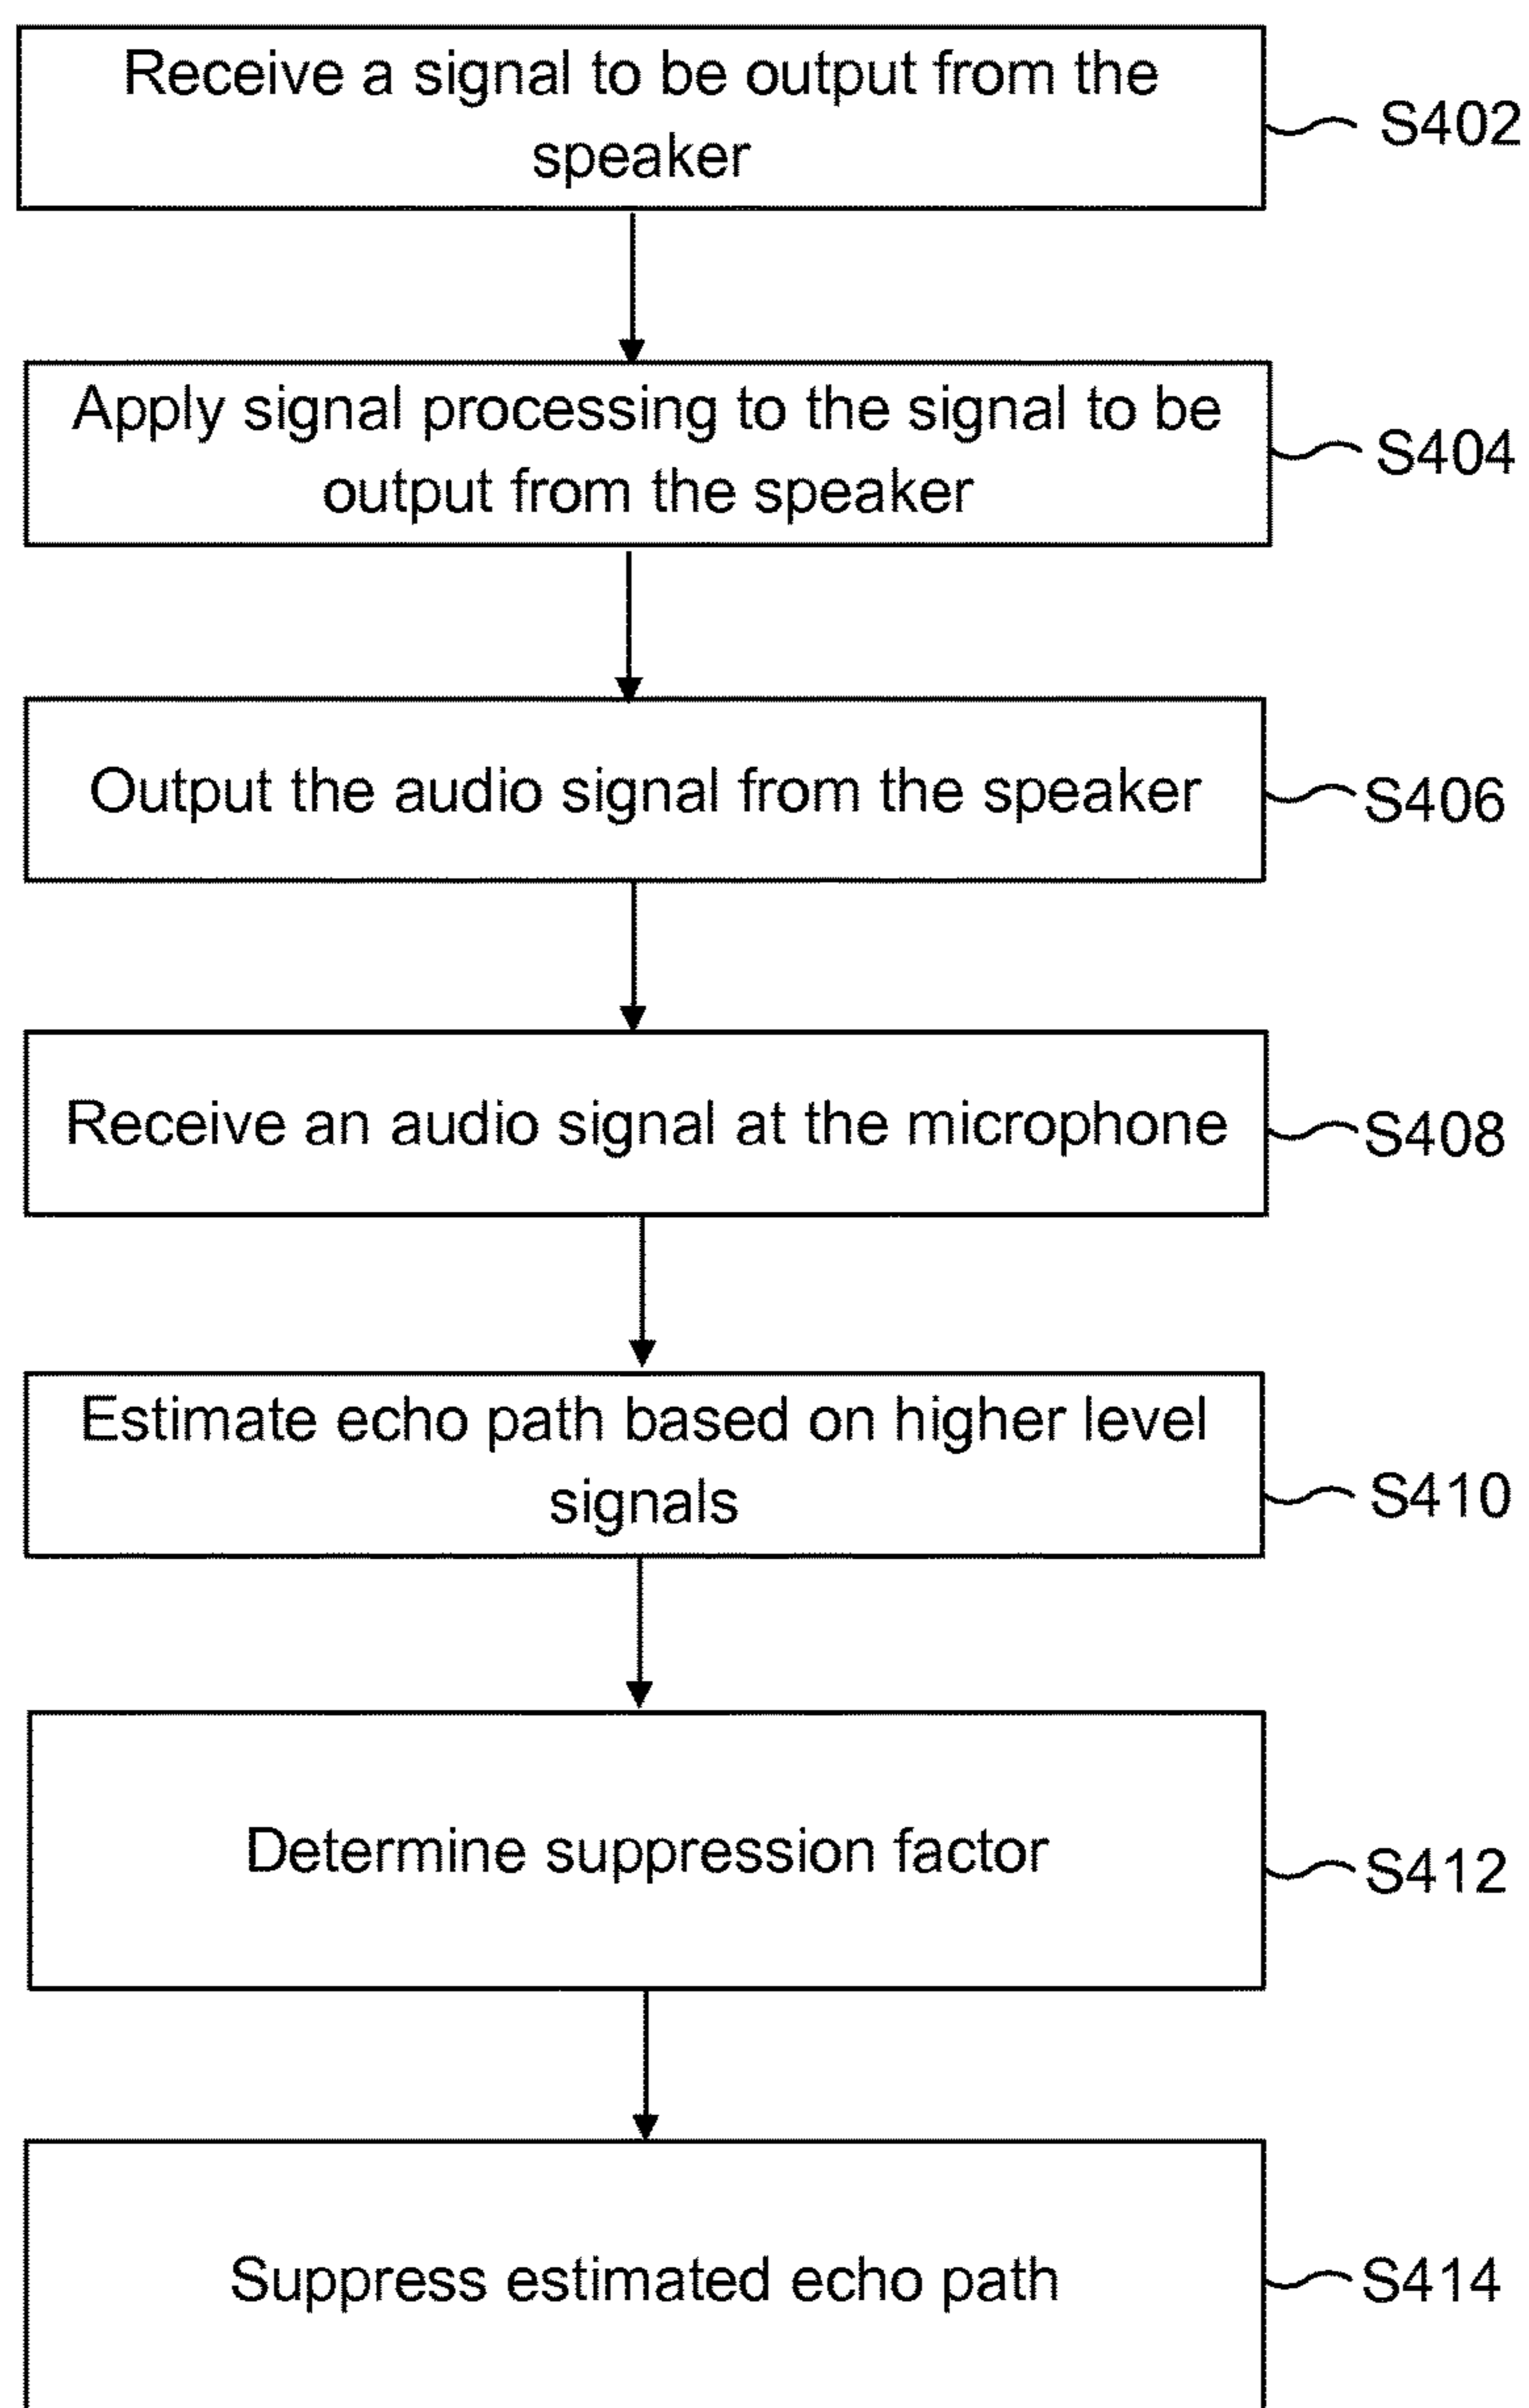 Receive a signal to be output from the
speaker
S402
Apply signal processing to the signal to be
output from the speaker
S404
Output the audio signal from the speaker
S406
Receive an audio signal at the microphone
S408
Estimate echo path based on higher level
signals
S410
Determine suppression factor
S412
Suppress estimated echo path
S414